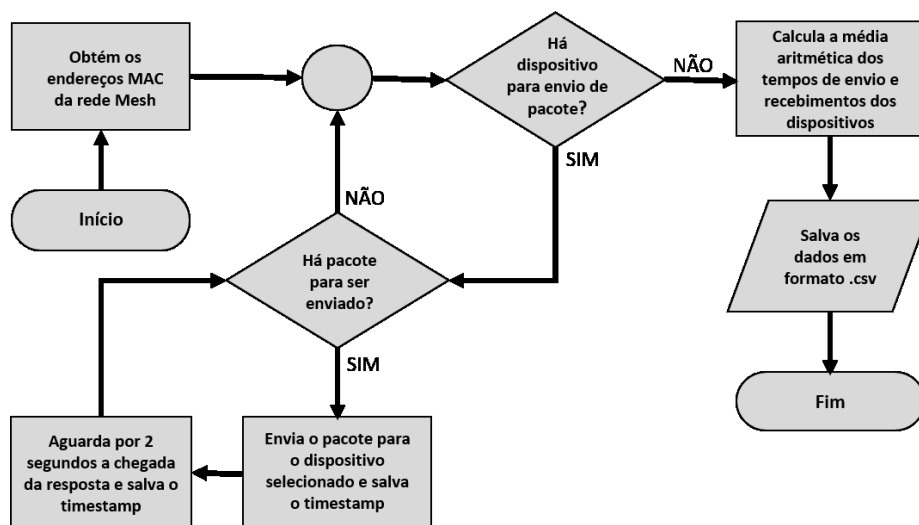 Obtém os
endereços MAC
da rede Mesh
Há
dispositivo
para envio de
pacote?
NÃO
Calcula a média
aritmética dos
tempos de envio e
recebimentos dos
dispositivos
SIM
Início
NÃO
Há pacote
para ser
enviado?
Salva os
dados em
formato .csv
SIM
Fim
Aguarda por 2
segundos a chegada
da resposta e salva o
timestamp
Envia o pacote para
o dispositivo
selecionado e salva
o timestamp